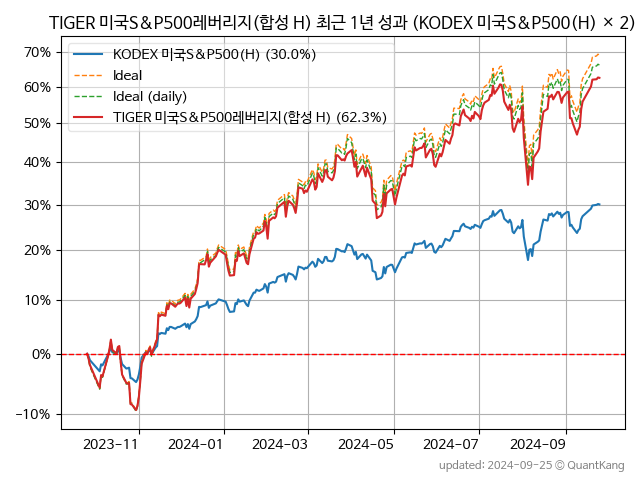 TIGER 미국S&P500레버리지(합성 H) 최근 1년 성과 (KODEX 미국S&P500(H) × 2)
70%
60%
50%
40%
30%
20%
10%
0%
−10%
KODEX 미국S&P500(H) (30.0%)
Ideal
Ideal (daily)
TIGER 미국S&P500레버리지(합성 H) (62.3%)
2023-11
2024-01
2024-03
2024-05
2024-07
2024-09
updated: 2024-09-25 © QuantKang